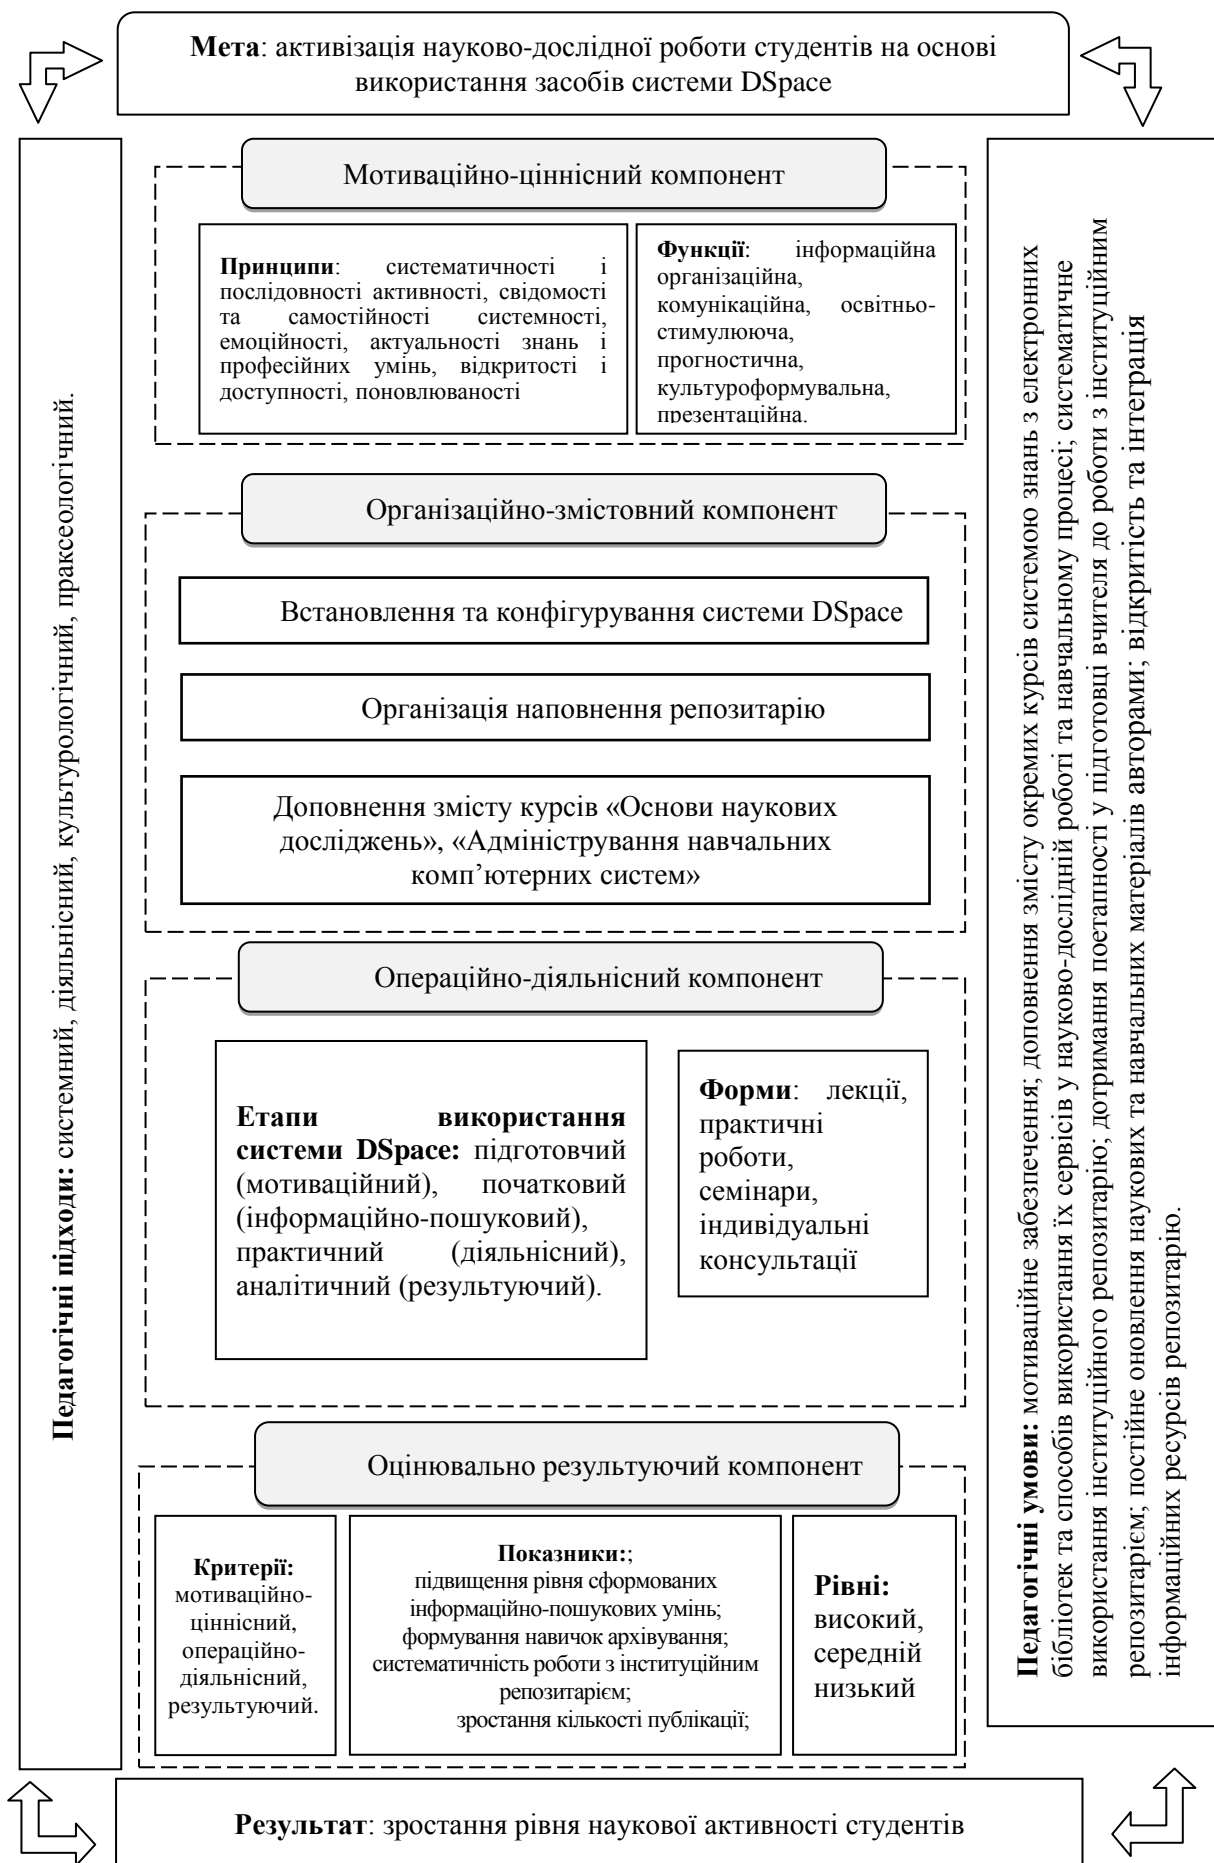 Мета: активізація науково-дослідної роботи студентів на основі
використання засобів системи DSpace
Педагогічні підходи: системний, діяльнісний, культурологічний, праксеологічний.
Мотиваційно-ціннісний компонент
Принципи: систематичності і
послідовності активності, свідомості
та самостійності системності,
емоційності, актуальності знань і
професійних умінь, відкритості і
доступності, поновлюваності
Функції: інформаційна
організаційна,
комунікаційна, освітньо-
стимулююча,
прогностична,
культуроформувальна,
презентаційна.
Організаційно-змістовний компонент
Встановлення та конфігурування системи DSpace
Організація наповнення репозитарію
Доповнення змісту курсів «Основи наукових
досліджень», «Адміністрування навчальних
комп’ютерних систем»
Операційно-діяльнісний компонент
Етапи використання
системи DSpace: підготовчий
(мотиваційний), початковий
(інформаційно-пошуковий),
практичний (діяльнісний),
аналітичний (результуючий).
Форми: лекції,
практичні
роботи,
семінари,
індивідуальні
консультації
Оцінювально результуючий компонент
Критерії:
мотиваційно-
ціннісний,
операційно-
діяльнісний,
результуючий.
Показники:;
підвищення рівня сформованих
інформаційно-пошукових умінь;
формування навичок архівування;
систематичність роботи з інституційним
репозитарієм;
зростання кількості публікації;
Рівні:
високий,
середній
низький
Педагогічні умови: мотиваційне забезпечення; доповнення змісту окремих курсів системою знань з електронних
бібліотек та способів використання їх сервісів у науково-дослідній роботі та навчальному процесі; систематичне
використання інституційного репозитарію; дотримання поетапності у підготовці вчителя до роботи з інституційним
репозитарієм; постійне оновлення наукових та навчальних матеріалів авторами; відкритість та інтеграція
інформаційних ресурсів репозитарію.
Результат: зростання рівня наукової активності студентів